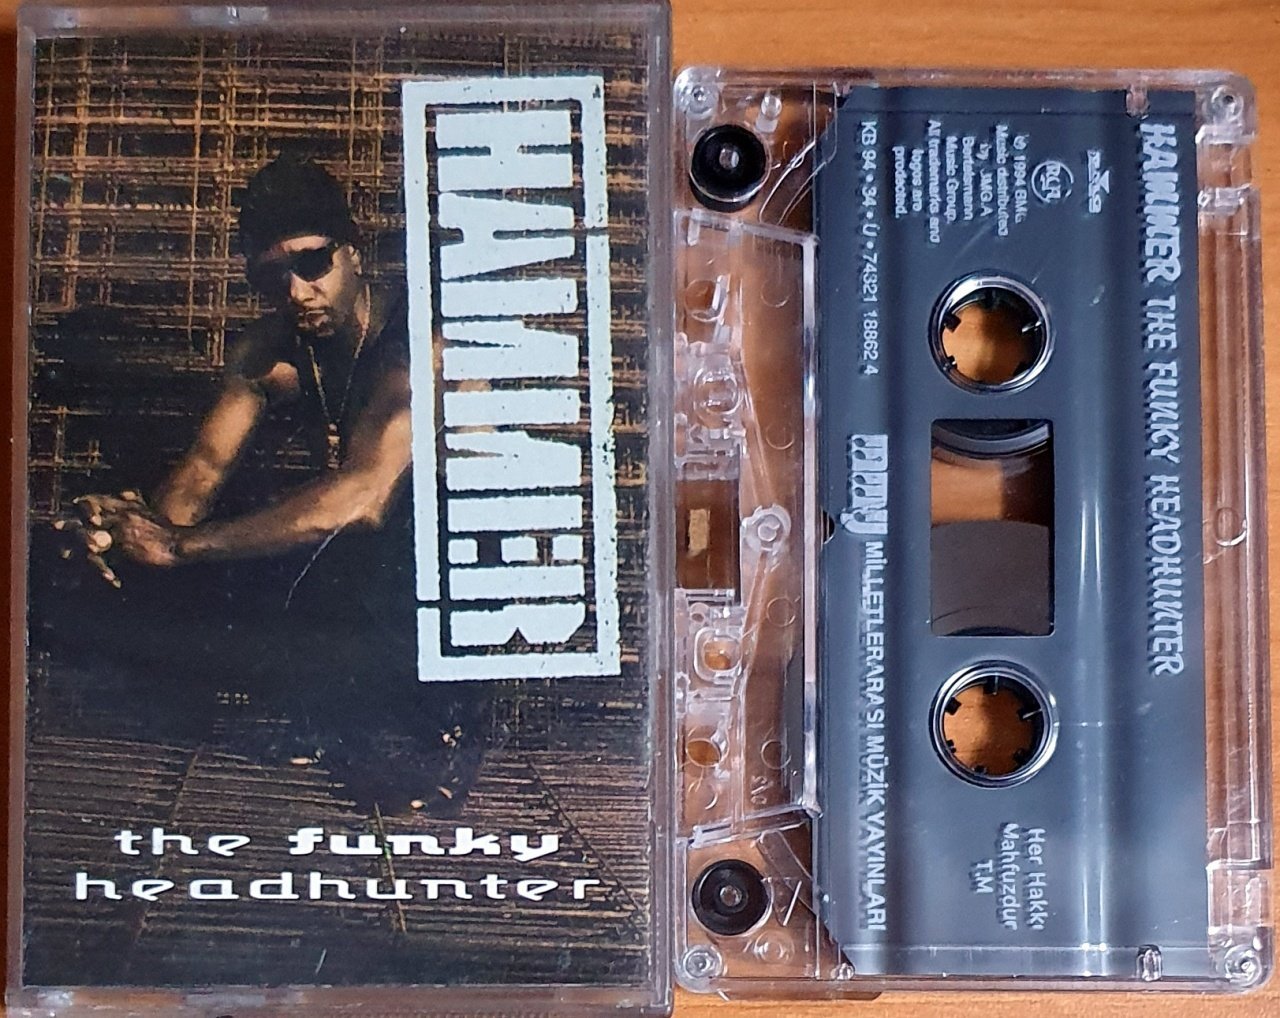 HAMMER
the funky
headhunter
HAMMER THE FUNKY HEADHUNTER
BMG
RCA
℗ 1994 BMG
Music distributed
by JMG.A
Bertelsmann
Music Group.
All trademarks and
logos are
protected.
KB 94 • 34 • Ü • 74321 18862 4
MİLLETLERARASI MÜZİK YAYINLARI
Her Hakkı
Mahfuzdur
T.M